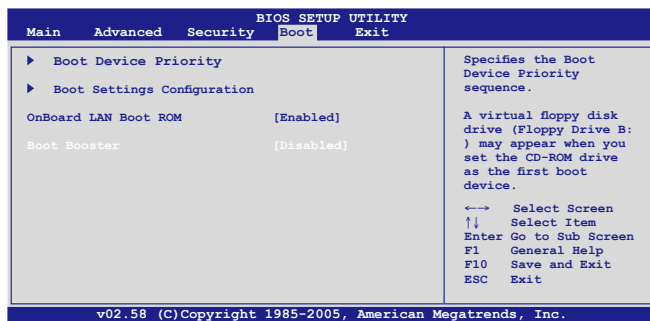 BIOS SETUP UTILITY
Main Advanced Security Boot Exit
Boot Device Priority
Boot Settings Configuration
OnBoard LAN Boot ROM [Enabled]
Boot Booster [Disabled]
Specifies the Boot
Device Priority
sequence.
A virtual floppy disk
drive (Floppy Drive B:
) may appear when you
set the CD-ROM drive
as the first boot
device.
←→ Select Screen
↑↓ Select Item
Enter Go to Sub Screen
F1 General Help
F10 Save and Exit
ESC Exit
v02.58 (C)Copyright 1985-2005, American Megatrends, Inc.